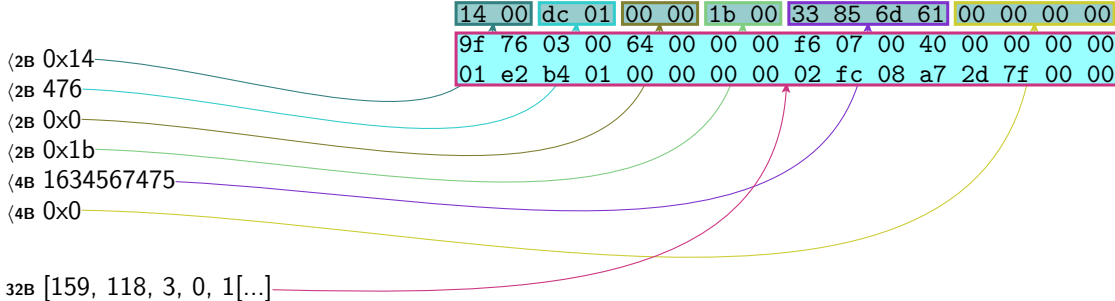 14 00 dc 01 00 00 1b 00 33 85 6d 61 00 00 00 00
9f 76 03 00 64 00 00 00 f6 07 00 40 00 00 00 00
01 e2 b4 01 00 00 00 00 02 fc 08 a7 2d 7f 00 00
⟨2B 0x14
⟨2B 476
⟨2B 0x0
⟨2B 0x1b
⟨4B 1634567475
⟨4B 0x0
32B [159, 118, 3, 0, 1[...]